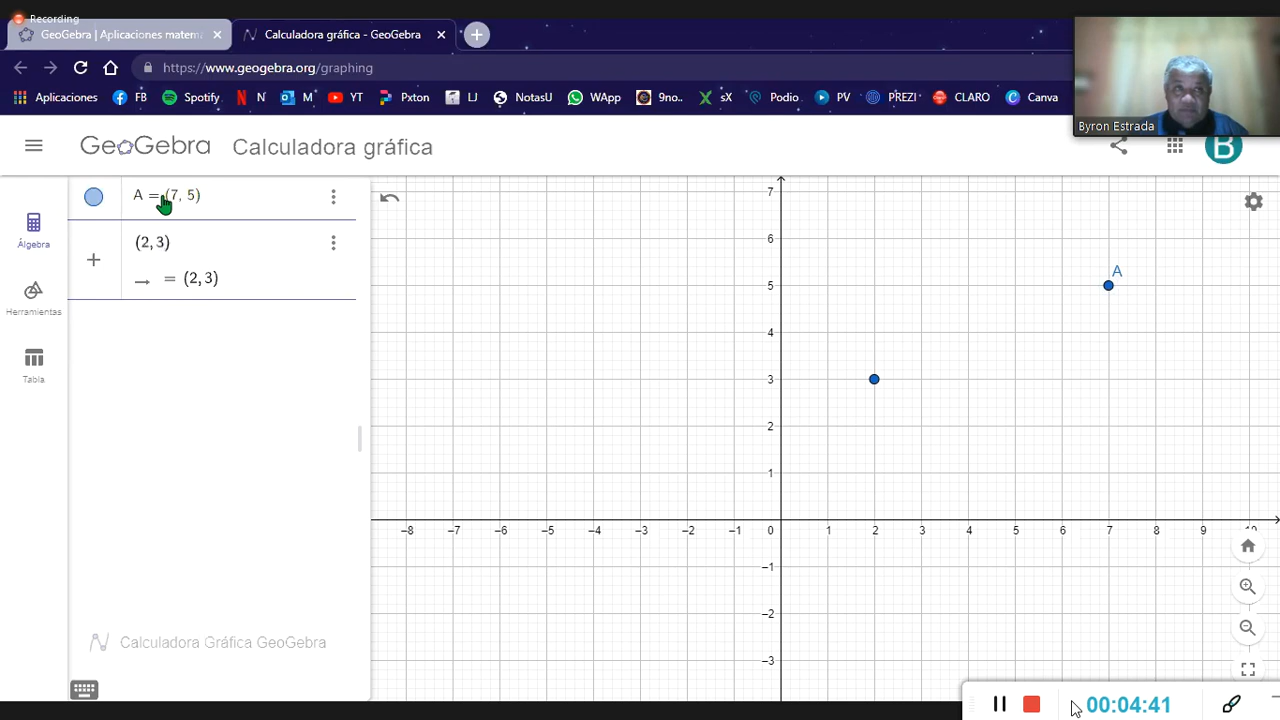 Recording
GeoGebra | Aplicaciones matem
Calculadora gráfica - GeoGebra
https://www.geogebra.org/graphing
Aplicaciones
FB
Spotify
N
M
YT
Pxton
LJ
NotasU
WApp
9no..
sX
Podio
PV
PREZI
CLARO
Canva
Byron Estrada
GeoGebra
Calculadora gráfica
B
Álgebra
Herramientas
Tabla
A = (7, 5)
(2, 3)
→ = (2, 3)
Calculadora Gráfica GeoGebra
A
7
6
5
4
3
2
1
–8 –7 –6 –5 –4 –3 –2 –1 0 1 2 3 4 5 6 7 8 9 10
–1
–2
–3
00:04:41